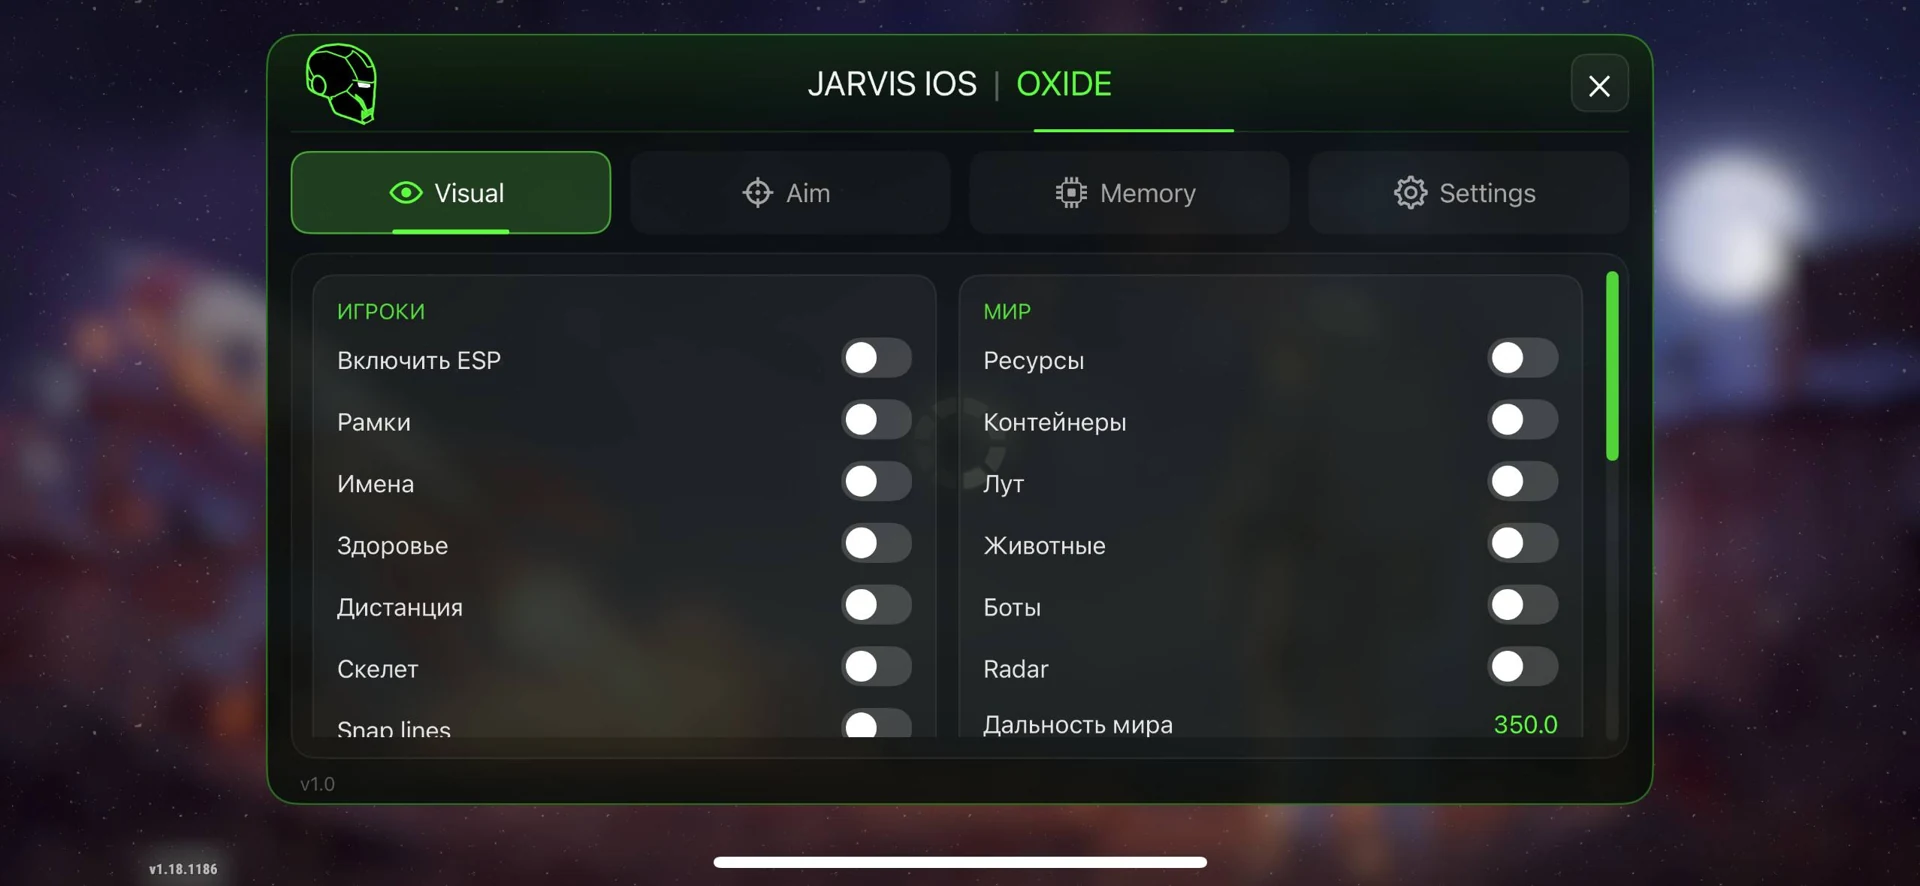 JARVIS IOS | OXIDE
Visual
Aim
Memory
Settings
ИГРОКИ
Включить ESP
Рамки
Имена
Здоровье
Дистанция
Скелет
Snap lines
МИР
Ресурсы
Контейнеры
Лут
Животные
Боты
Radar
Дальность мира 350.0
v1.0
v1.18.1186